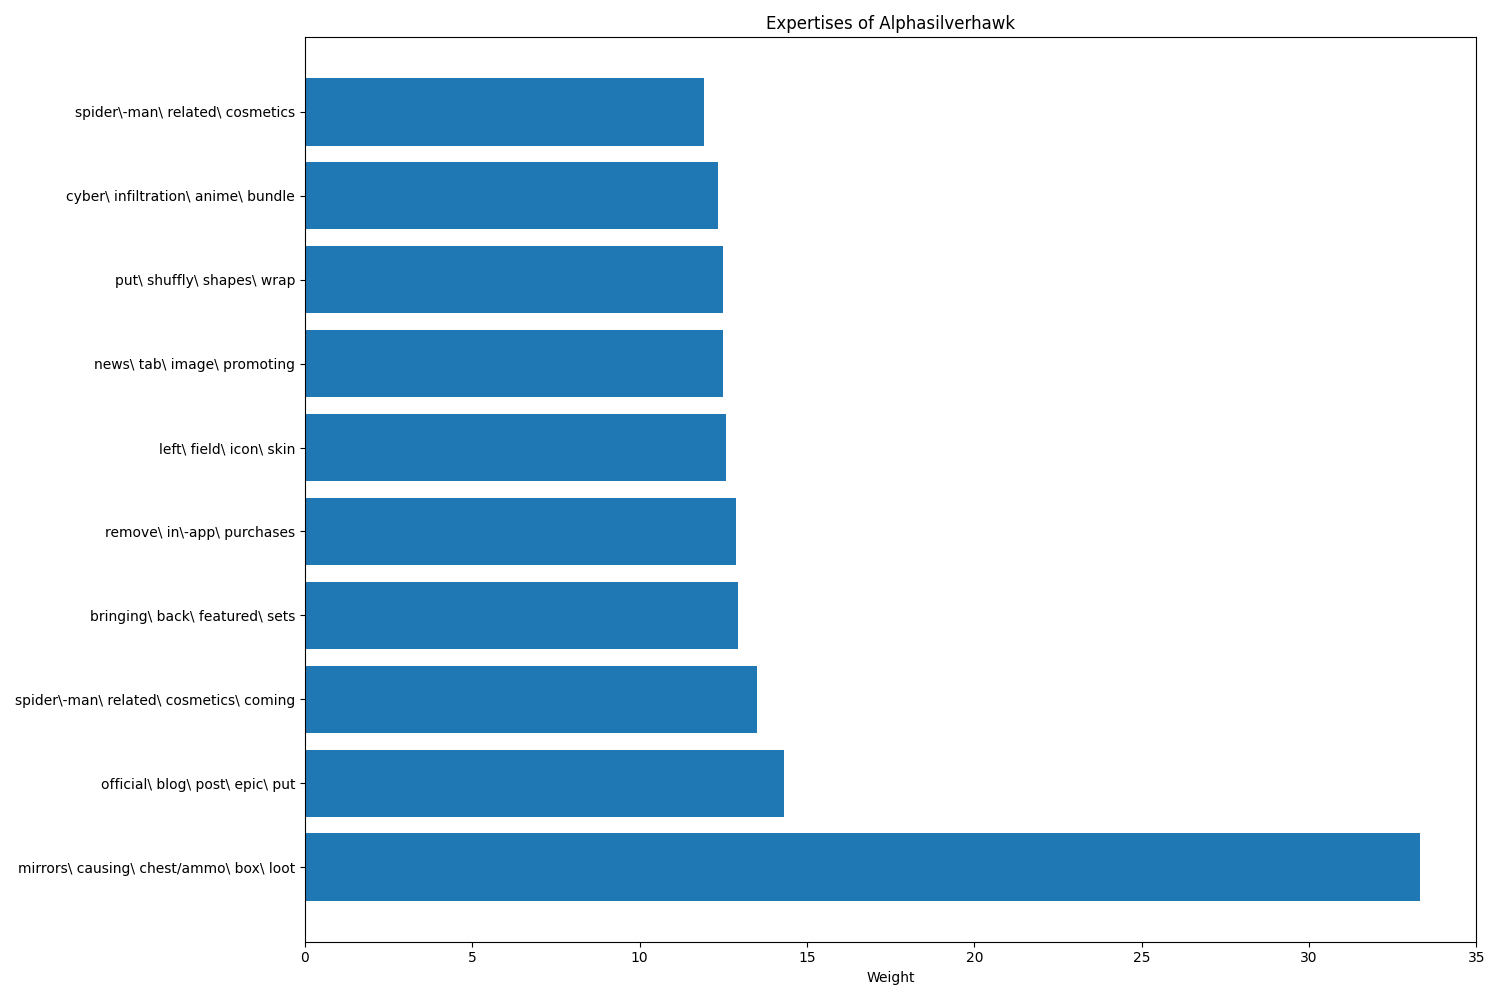 Expertises of Alphasilverhawk
spider\-man\ related\ cosmetics
cyber\ infiltration\ anime\ bundle
put\ shuffly\ shapes\ wrap
news\ tab\ image\ promoting
left\ field\ icon\ skin
remove\ in\-app\ purchases
bringing\ back\ featured\ sets
spider\-man\ related\ cosmetics\ coming
official\ blog\ post\ epic\ put
mirrors\ causing\ chest/ammo\ box\ loot
0 5 10 15 20 25 30 35
Weight